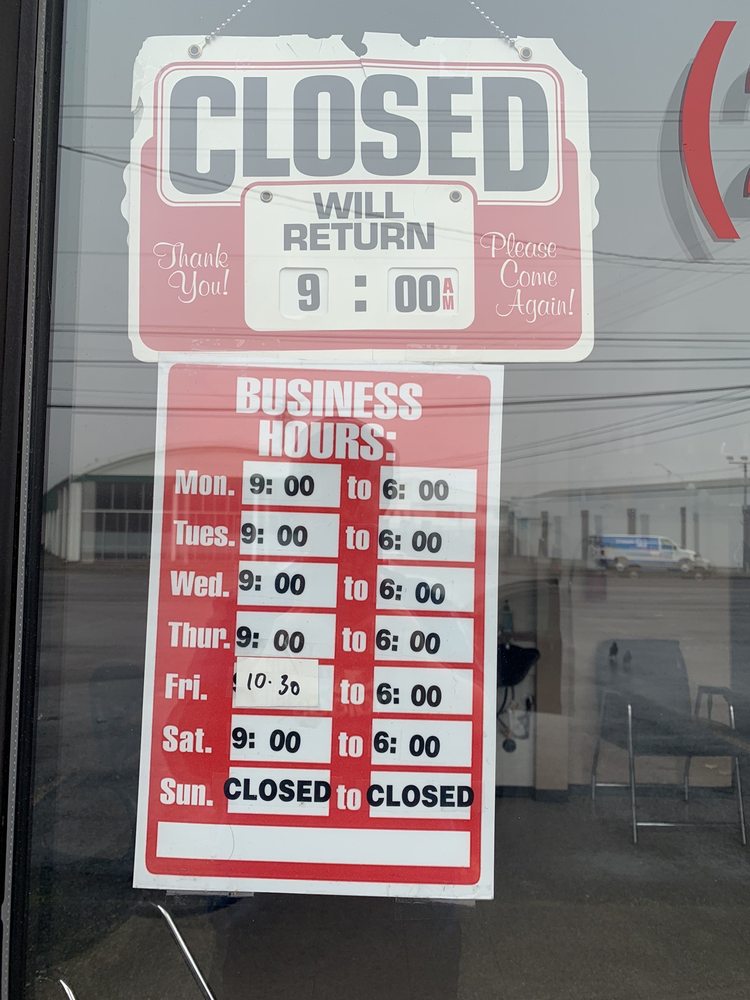 CLOSED
WILL
RETURN
Thank
You!
9 : 00 AM
Please
Come
Again!
BUSINESS
HOURS:
Mon. 9: 00 to 6: 00
Tues. 9: 00 to 6: 00
Wed. 9: 00 to 6: 00
Thur. 9: 00 to 6: 00
Fri. 10.30 to 6: 00
Sat. 9: 00 to 6: 00
Sun. CLOSED to CLOSED
(